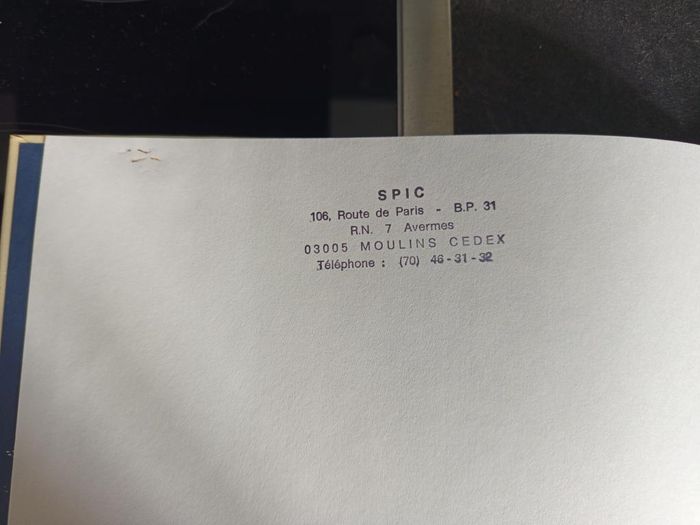 SPIC
106, Route de Paris - B.P. 31
R.N. 7 Avermes
03005 MOULINS CEDEX
Téléphone : (70) 46-31-32